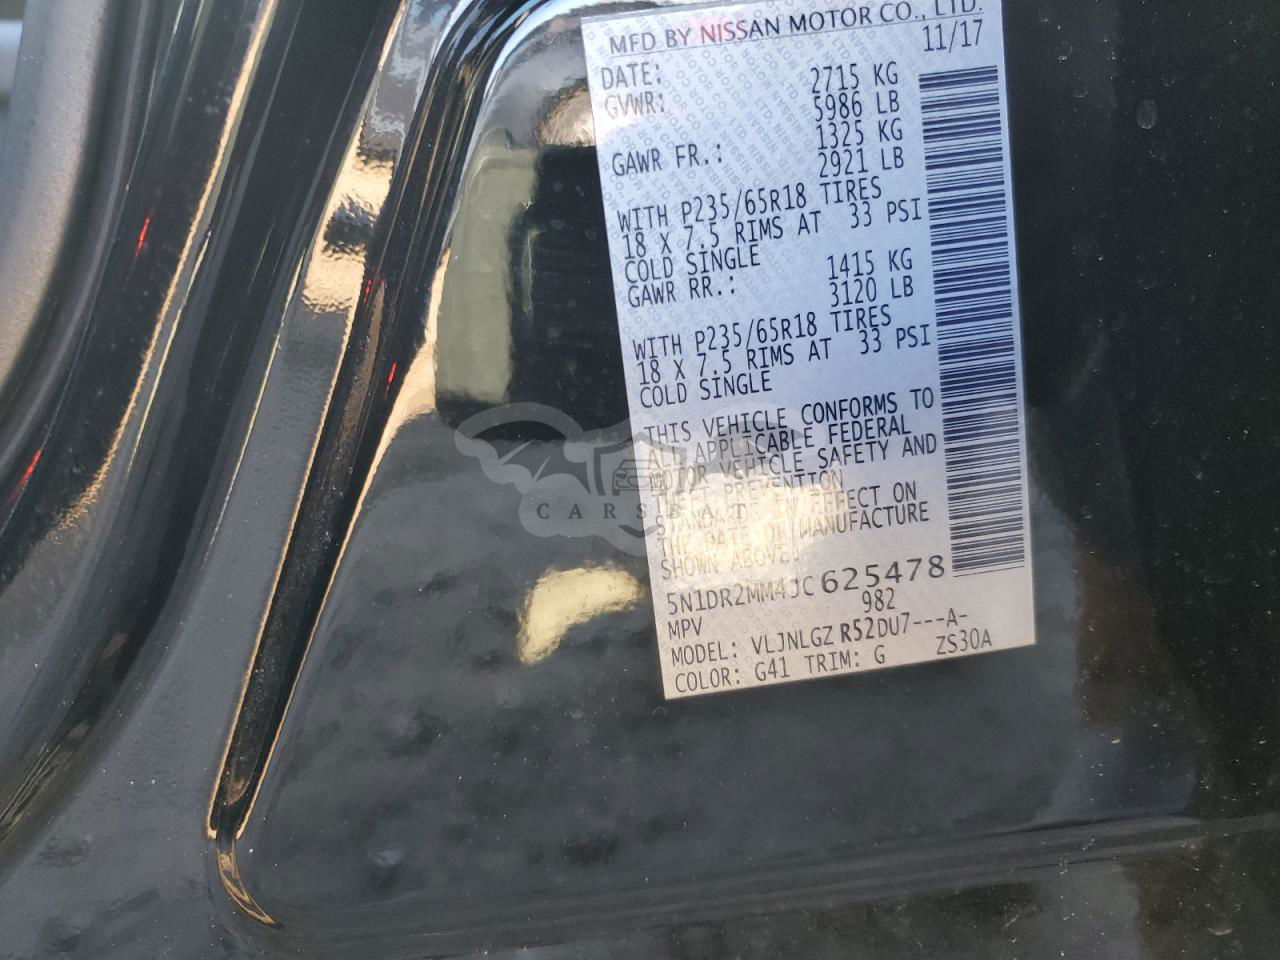 MFD BY NISSAN MOTOR CO., LTD.
DATE: 11/17
GVWR: 2715 KG
5986 LB
GAWR FR.: 1325 KG
2921 LB
WITH P235/65R18 TIRES
18 X 7.5 RIMS AT 33 PSI
COLD SINGLE
GAWR RR.: 1415 KG
3120 LB
WITH P235/65R18 TIRES
18 X 7.5 RIMS AT 33 PSI
COLD SINGLE
THIS VEHICLE CONFORMS TO
ALL APPLICABLE FEDERAL
MOTOR VEHICLE SAFETY AND
THEFT PREVENTION
STANDARDS IN EFFECT ON
THE DATE OF MANUFACTURE
SHOWN ABOVE.
5N1DR2MM4JC625478
MPV 982
MODEL: VLJNLGZ R52DU7---A-
COLOR: G41 TRIM: G ZS30A